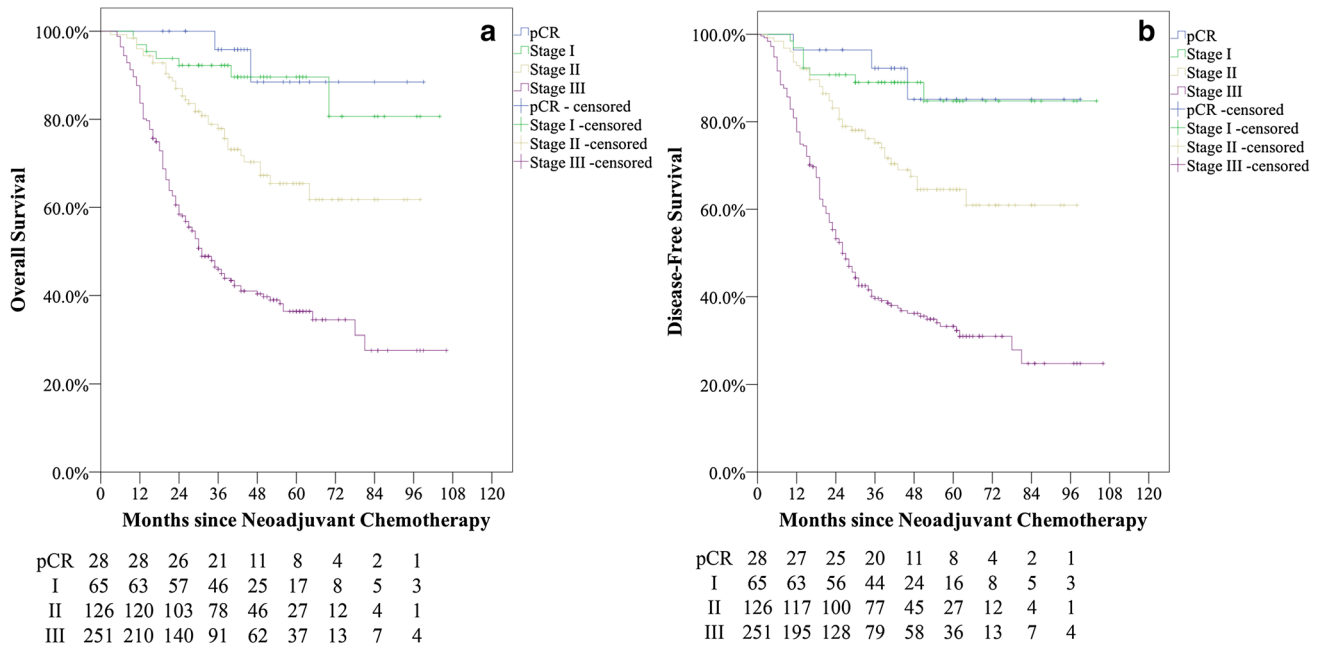 a
100.0%
80.0%
60.0%
40.0%
20.0%
0.0%
Overall Survival
0 12 24 36 48 60 72 84 96 108 120
Months since Neoadjuvant Chemotherapy
pCR
Stage I
Stage II
Stage III
pCR - censored
Stage I -censored
Stage II -censored
Stage III -censored
pCR 28 28 26 21 11 8 4 2 1
I 65 63 57 46 25 17 8 5 3
II 126 120 103 78 46 27 12 4 1
III 251 210 140 91 62 37 13 7 4
b
100.0%
80.0%
60.0%
40.0%
20.0%
0.0%
Disease-Free Survival
0 12 24 36 48 60 72 84 96 108 120
Months since Neoadjuvant Chemotherapy
pCR
Stage I
Stage II
Stage III
pCR -censored
Stage I -censored
Stage II -censored
Stage III -censored
pCR 28 27 25 20 11 8 4 2 1
I 65 63 56 44 24 16 8 5 3
II 126 117 100 77 45 27 12 4 1
III 251 195 128 79 58 36 13 7 4